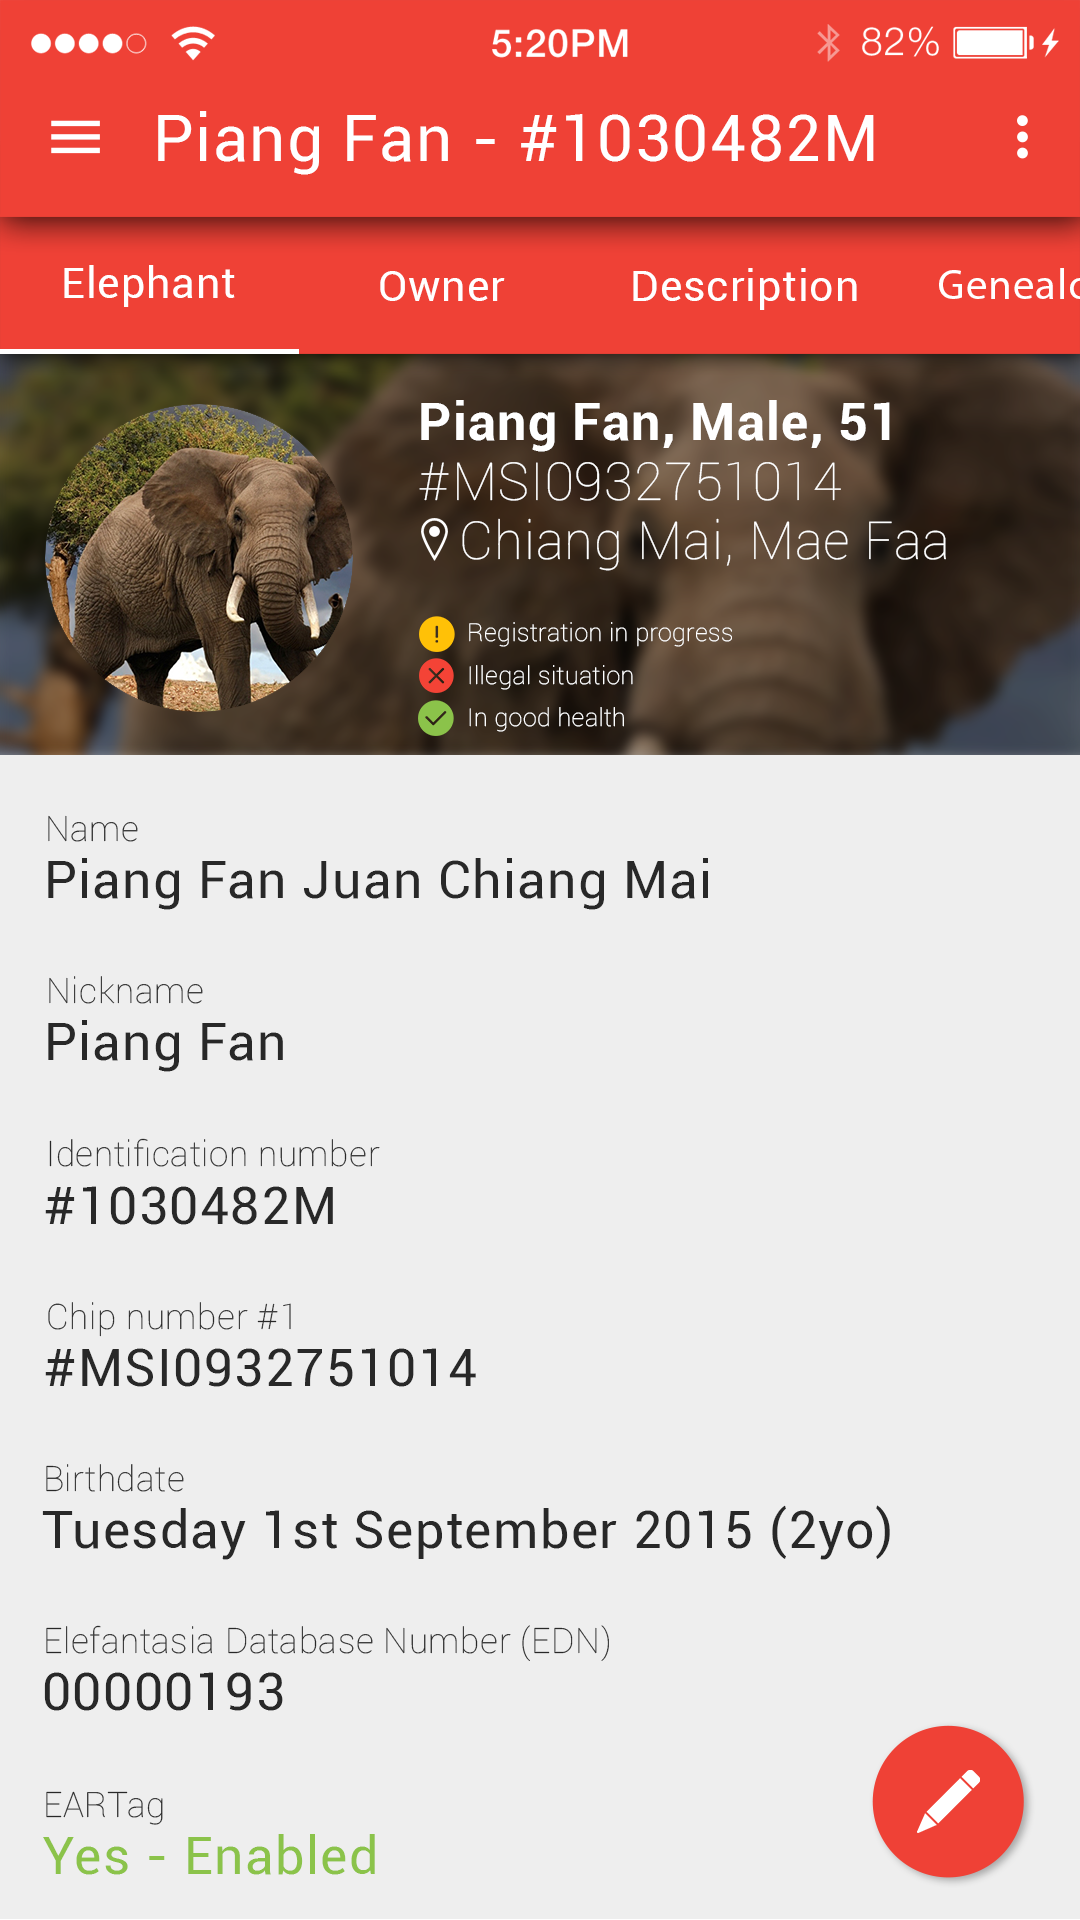 5:20PM 82%
Piang Fan - #1030482M
Elephant Owner Description Genealo
Piang Fan, Male, 51
#MSI0932751014
Chiang Mai, Mae Faa
Registration in progress
Illegal situation
In good health
Name
Piang Fan Juan Chiang Mai
Nickname
Piang Fan
Identification number
#1030482M
Chip number #1
#MSI0932751014
Birthdate
Tuesday 1st September 2015 (2yo)
Elefantasia Database Number (EDN)
00000193
EARTag
Yes - Enabled